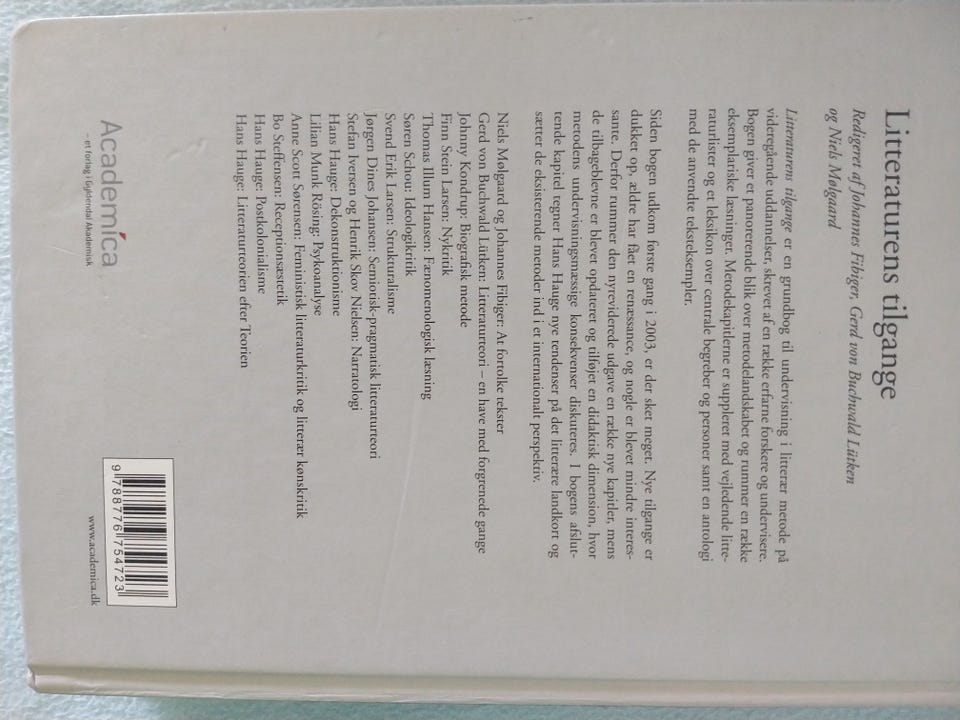 Litteraturens tilgange
Redigeret af Johannes Fibiger, Gerd von Buchwald Lütken
og Niels Mølgaard
Litteraturens tilgange er en grundbog til undervisning i litterær metode på
videregående uddannelser, skrevet af en række erfarne forskere og undervisere.
Bogen giver et panorerende blik over metodelandskabet og rummer en række
eksemplariske læsninger. Metodekapitlerne er suppleret med vejledende litte-
raturlister og et leksikon over centrale begreber og personer samt en antologi
med de anvendte teksteksempler.
Siden bogen udkom første gang i 2003, er der sket meget. Nye tilgange er
dukket op, ældre har fået en renæssance, og nogle er blevet mindre interes-
sante. Derfor rummer den nyreviderede udgave en række nye kapitler, mens
de tilbageblevne er blevet opdateret og tilføjet en didaktisk dimension, hvor
metodens undervisningsmæssige konsekvenser diskuteres. I bogens afslut-
tende kapitel tegner Hans Hauge nye tendenser på det litterære landkort og
sætter de eksisterende metoder ind i et internationalt perspektiv.
Niels Mølgaard og Johannes Fibiger: At fortolke tekster
Gerd von Buchwald Lütken: Litteraturteori – en have med forgrenede gange
Johnny Kondrup: Biografisk metode
Finn Stein Larsen: Nykritik
Thomas Illum Hansen: Fænomenologisk læsning
Søren Schou: Ideologikritik
Svend Erik Larsen: Strukturalisme
Jørgen Dines Johansen: Semiotisk-pragmatisk litteraturteori
Stefan Iversen og Henrik Skov Nielsen: Narratologi
Hans Hauge: Dekonstruktionisme
Lilian Munk Rösing: Psykoanalyse
Anne Scott Sørensen: Feministisk litteraturkritik og litterær kønskritik
Bo Steffensen: Receptionsæstetik
Hans Hauge: Postkolonialisme
Hans Hauge: Litteraturteorien efter Teorien
Academica
– et forlag i Gyldendal Akademisk
9 788776 754723
www.academica.dk